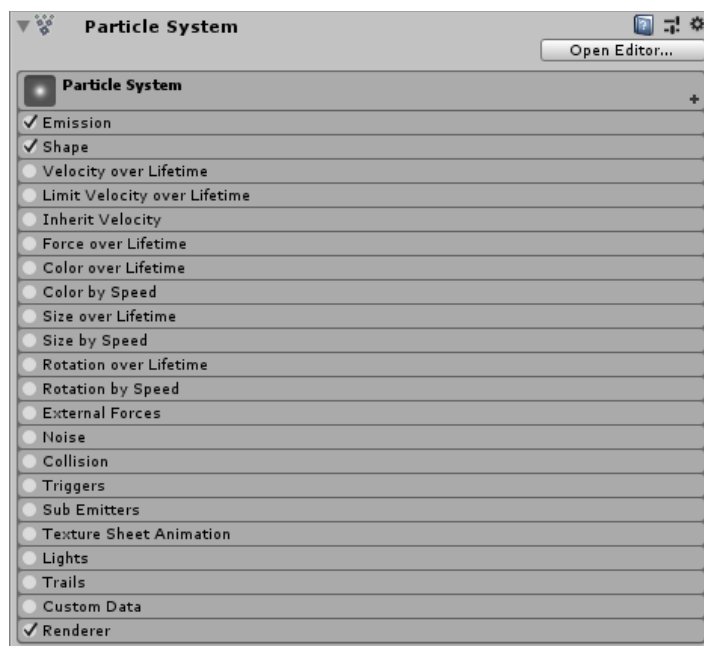 Particle System
Open Editor...
Particle System
Emission
Shape
Velocity over Lifetime
Limit Velocity over Lifetime
Inherit Velocity
Force over Lifetime
Color over Lifetime
Color by Speed
Size over Lifetime
Size by Speed
Rotation over Lifetime
Rotation by Speed
External Forces
Noise
Collision
Triggers
Sub Emitters
Texture Sheet Animation
Lights
Trails
Custom Data
Renderer